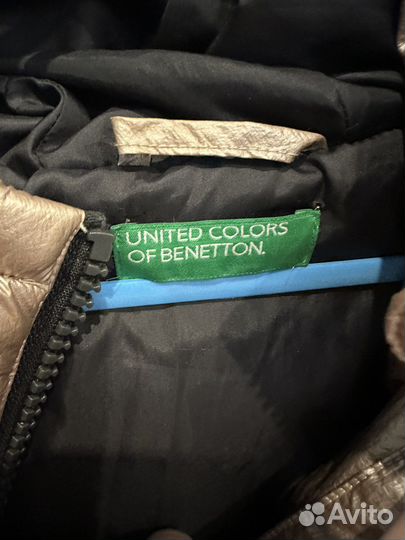 UNITED COLORS
OF BENETTON.
Avito